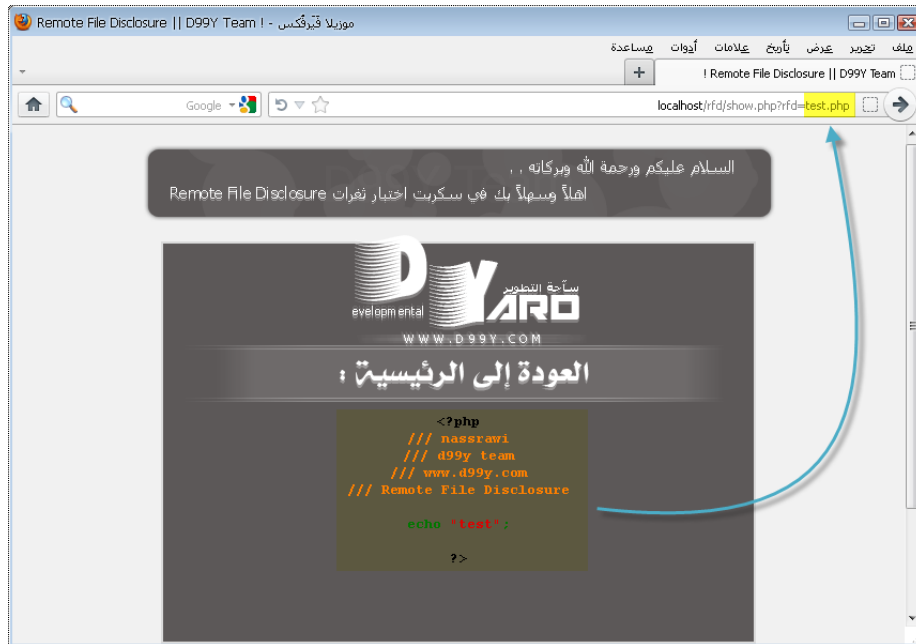 Remote File Disclosure || D99Y Team ! - موزيلا فَيَرفُكس
ملف تحرير عرض تأريخ علامات أدوات مساعدة
! Remote File Disclosure || D99Y Team
+
Google
localhost/rfd/show.php?rfd=test.php
السلام عليكم ورحمة الله وبركاته , ,
اهلاً وسهلاً بك في سكربت اختبار ثغرات Remote File Disclosure
D
YARD
ساحة التطوير
evelopmental
WWW.D99Y.COM
العودة إلى الرئيسية :
<?php
/// nassrawi
/// d99y team
/// www.d99y.com
/// Remote File Disclosure
echo "test";
?>